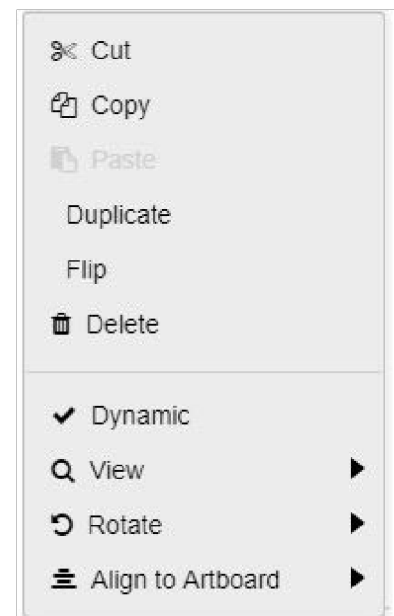 Cut
Copy
Paste
Duplicate
Flip
Delete
Dynamic
View
Rotate
Align to Artboard